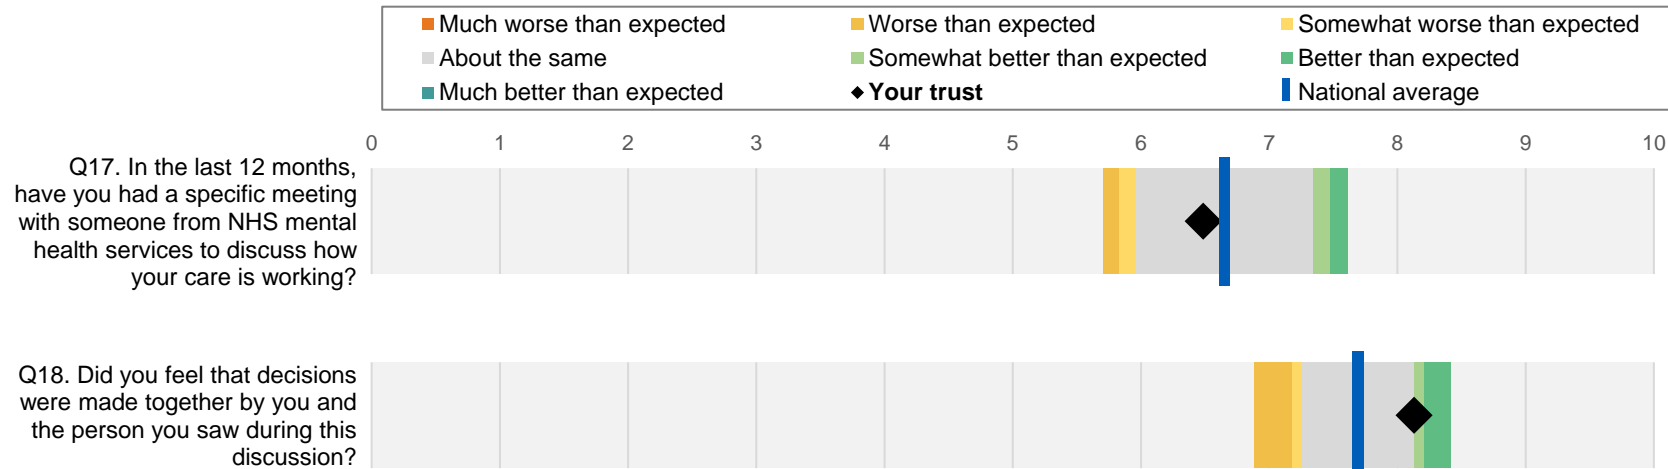 Much worse than expected
Worse than expected
Somewhat worse than expected
About the same
Somewhat better than expected
Better than expected
Much better than expected
Your trust
National average
0 1 2 3 4 5 6 7 8 9 10
Q17. In the last 12 months,
have you had a specific meeting
with someone from NHS mental
health services to discuss how
your care is working?
Q18. Did you feel that decisions
were made together by you and
the person you saw during this
discussion?